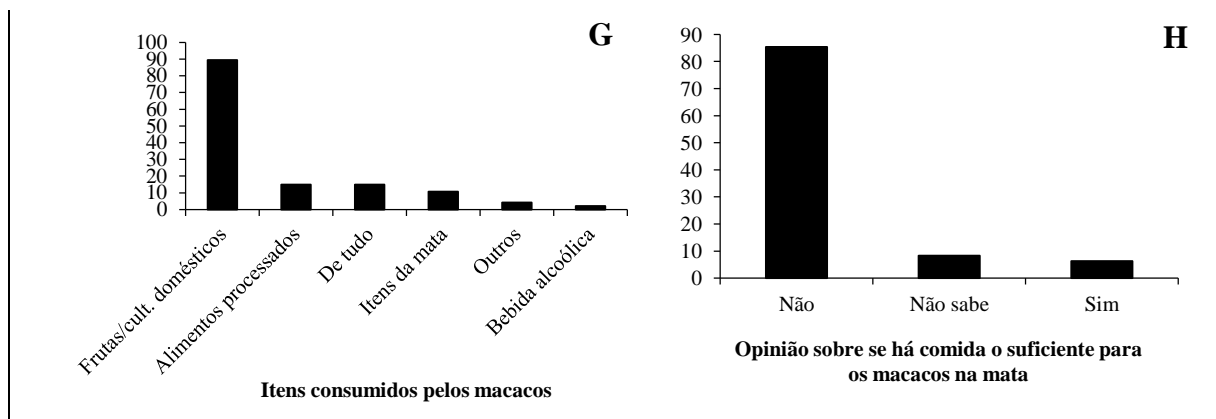 G
100
90
80
70
60
50
40
30
20
10
0
Frutas/cult. domésticos
Alimentos processados
De tudo
Itens da mata
Outros
Bebida alcoólica
Itens consumidos pelos macacos
H
90
80
70
60
50
40
30
20
10
0
Não Não sabe Sim
Opinião sobre se há comida o suficiente para
os macacos na mata